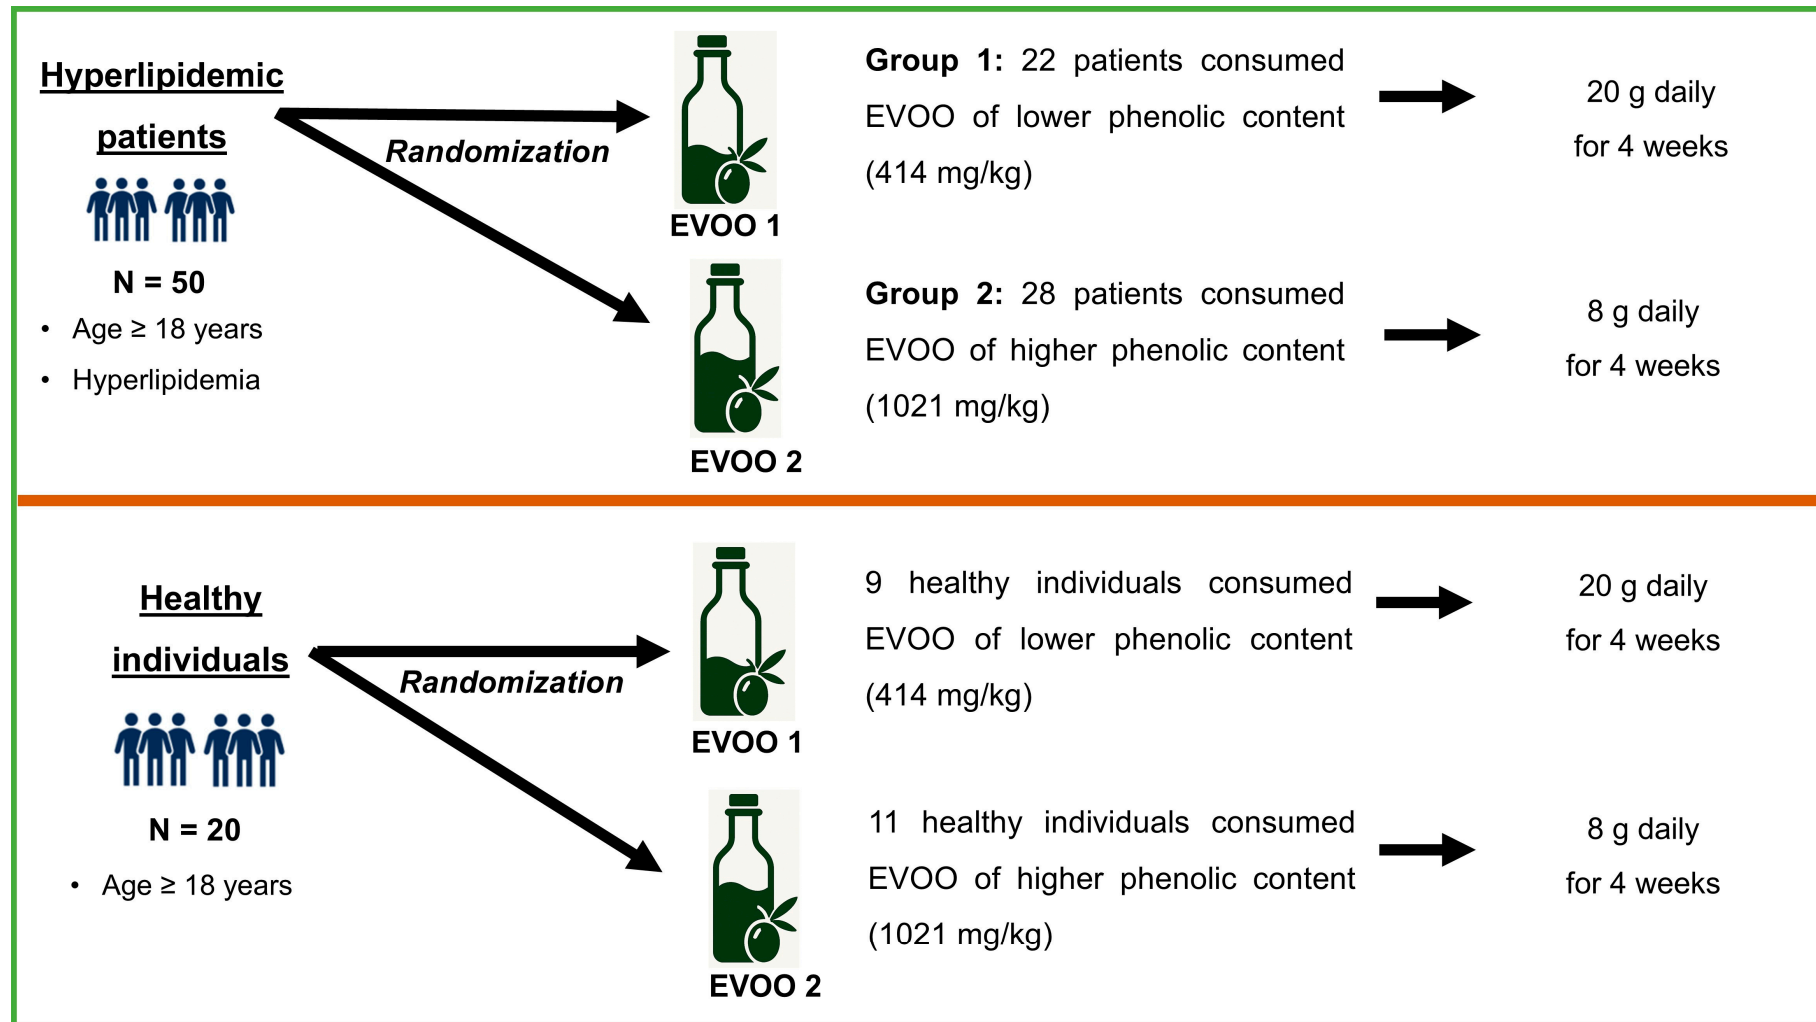 Hyperlipidemic
patients
N = 50
• Age ≥ 18 years
• Hyperlipidemia
Randomization
EVOO 1
EVOO 2
Group 1: 22 patients consumed
EVOO of lower phenolic content
(414 mg/kg)
20 g daily
for 4 weeks
Group 2: 28 patients consumed
EVOO of higher phenolic content
(1021 mg/kg)
8 g daily
for 4 weeks
Healthy
individuals
N = 20
• Age ≥ 18 years
Randomization
EVOO 1
EVOO 2
9 healthy individuals consumed
EVOO of lower phenolic content
(414 mg/kg)
20 g daily
for 4 weeks
11 healthy individuals consumed
EVOO of higher phenolic content
(1021 mg/kg)
8 g daily
for 4 weeks